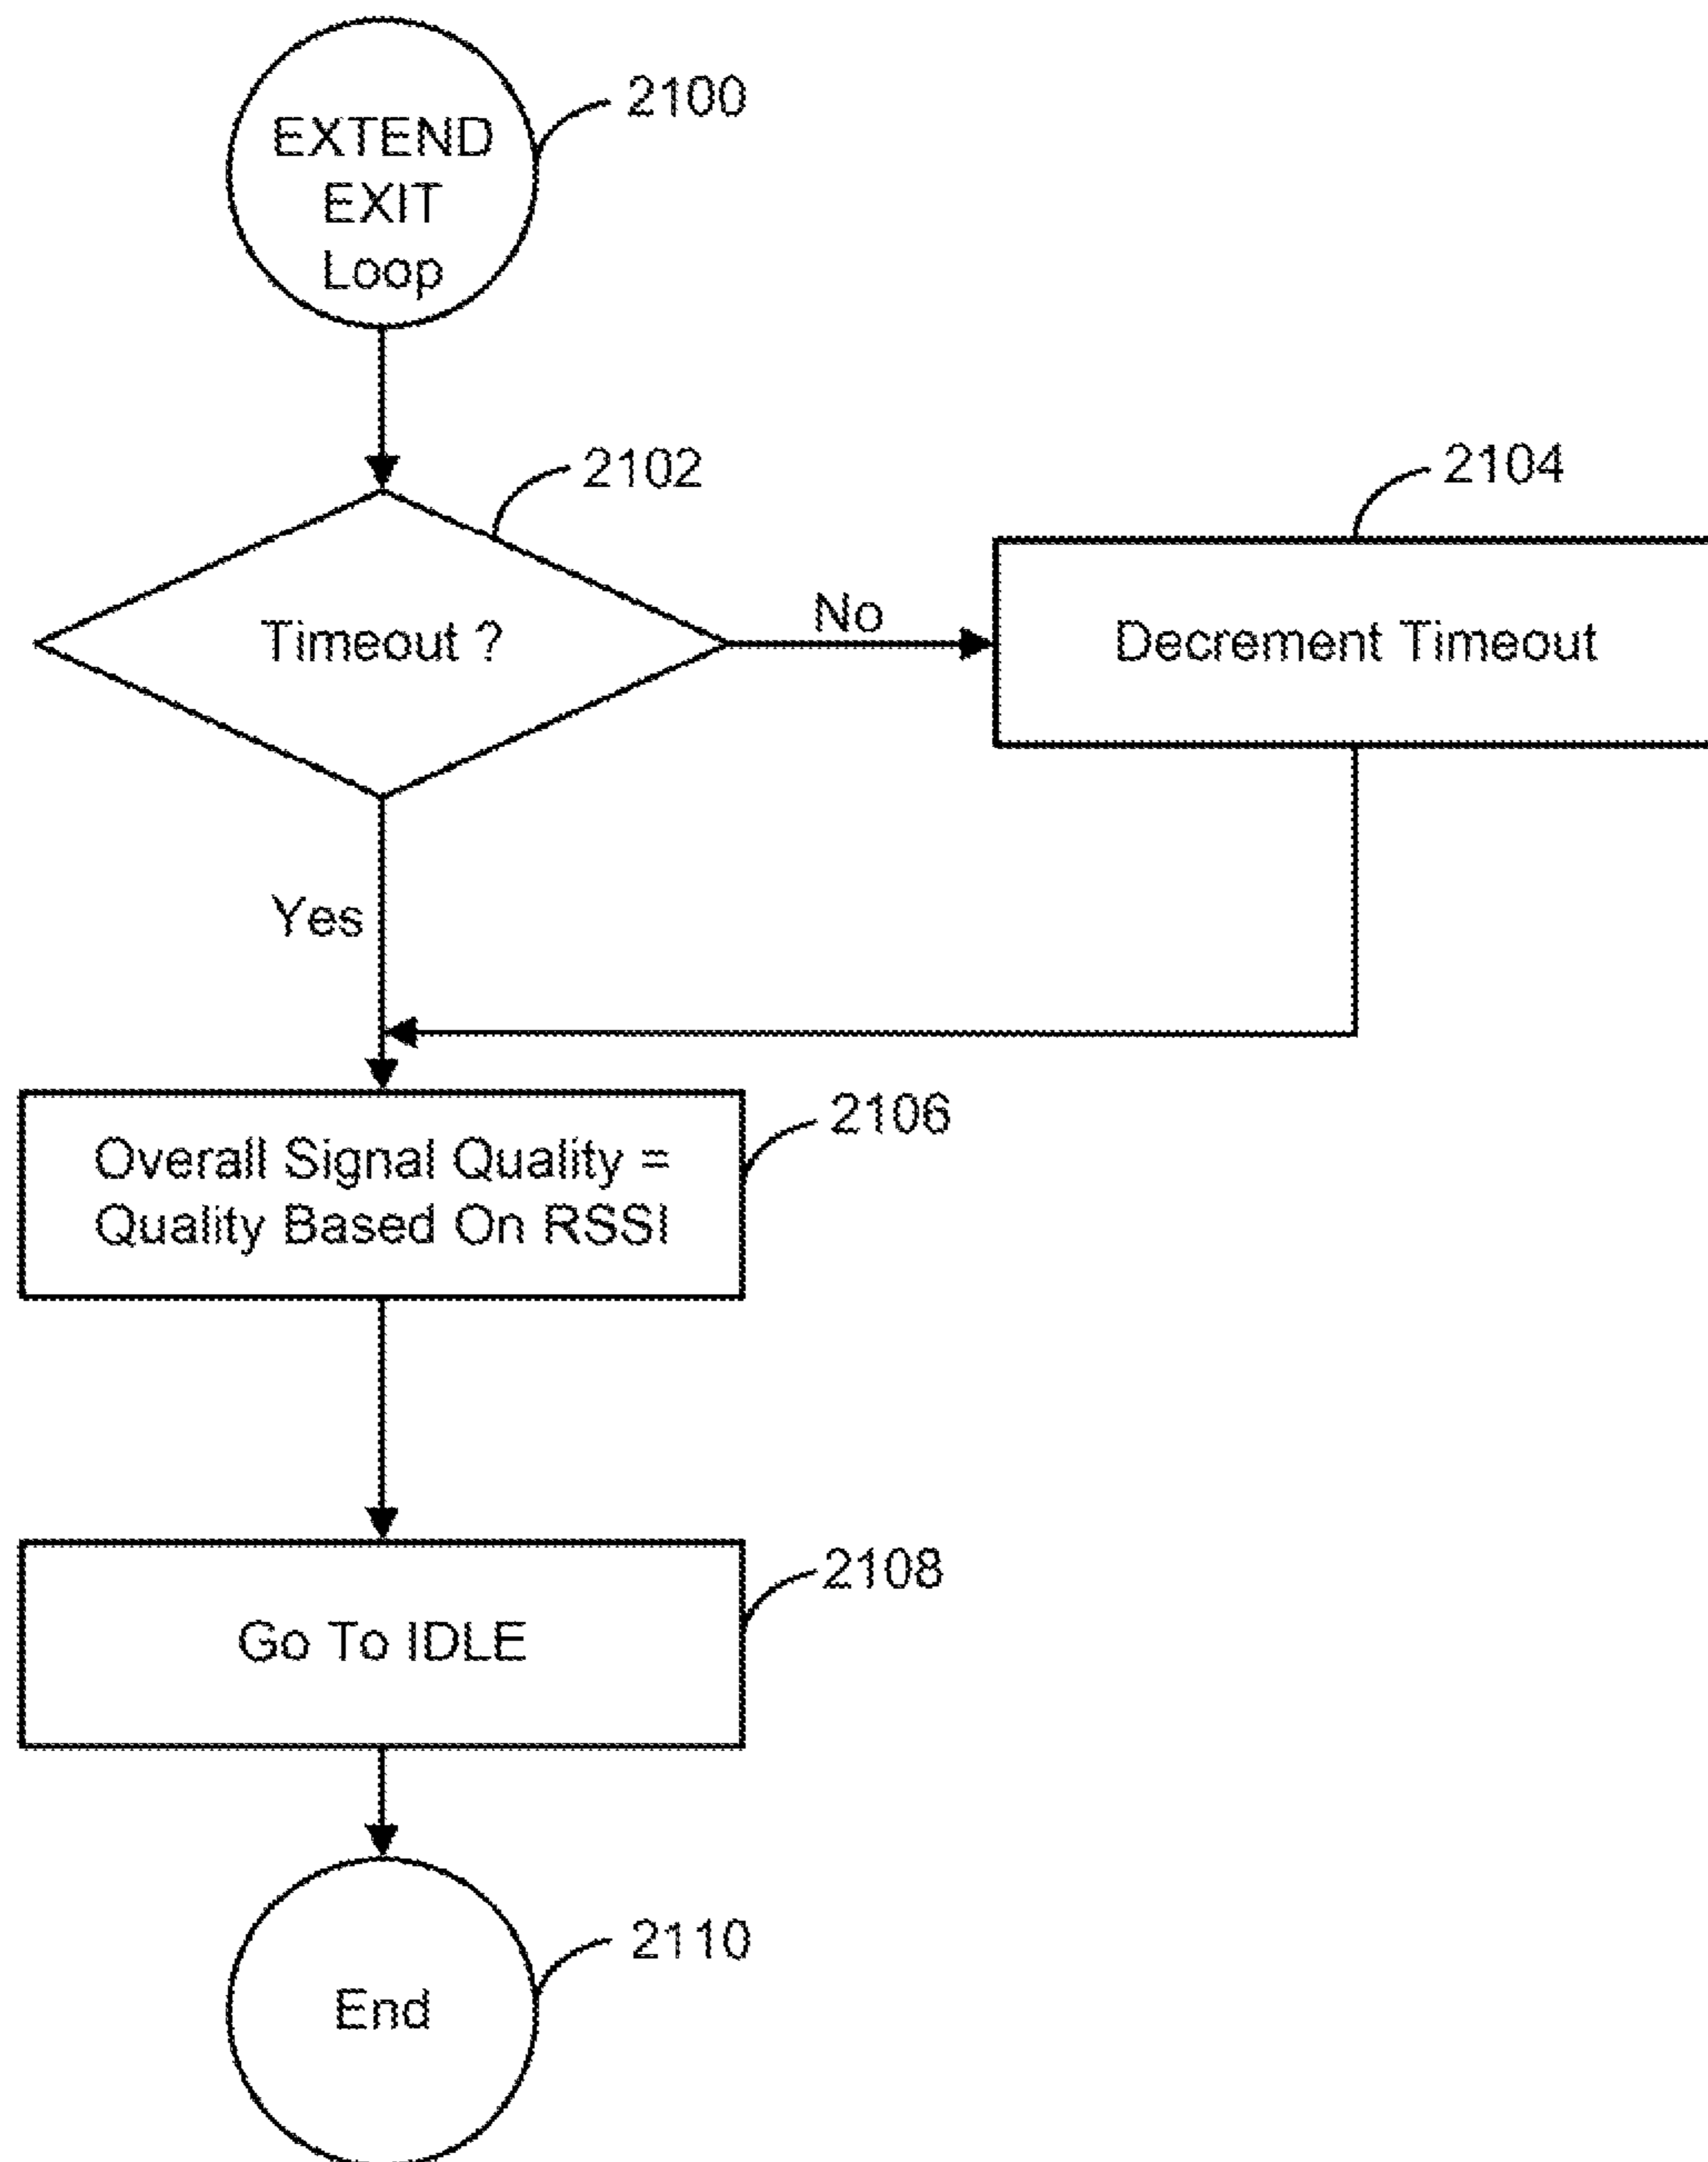 EXTEND
EXIT
Loop
2100
2102
Timeout ?
No
2104
Decrement Timeout
Yes
2106
Overall Signal Quality =
Quality Based On RSSI
2108
Go To IDLE
2110
End